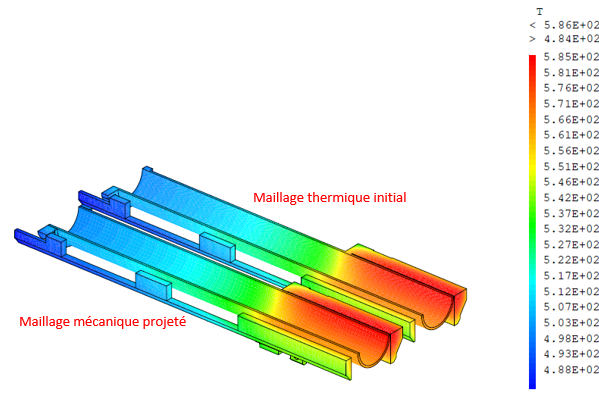 T
< 5.86E+02
> 4.84E+02
5.85E+02
5.81E+02
5.76E+02
5.71E+02
5.66E+02
5.61E+02
5.56E+02
5.51E+02
5.46E+02
5.42E+02
5.37E+02
5.32E+02
5.27E+02
5.22E+02
5.17E+02
5.12E+02
5.07E+02
5.03E+02
4.98E+02
4.93E+02
4.88E+02
Maillage thermique initial
Maillage mécanique projeté